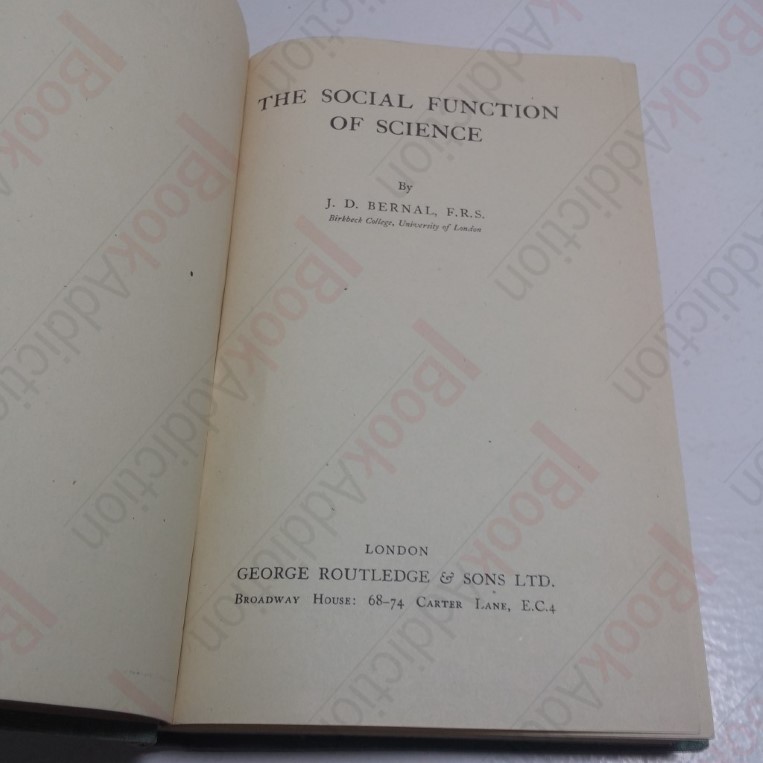 THE SOCIAL FUNCTION
OF SCIENCE
By
J. D. BERNAL, F.R.S.
Birkbeck College, University of London
LONDON
GEORGE ROUTLEDGE & SONS LTD.
BROADWAY HOUSE: 68–74 CARTER LANE, E.C.4
BookAddiction